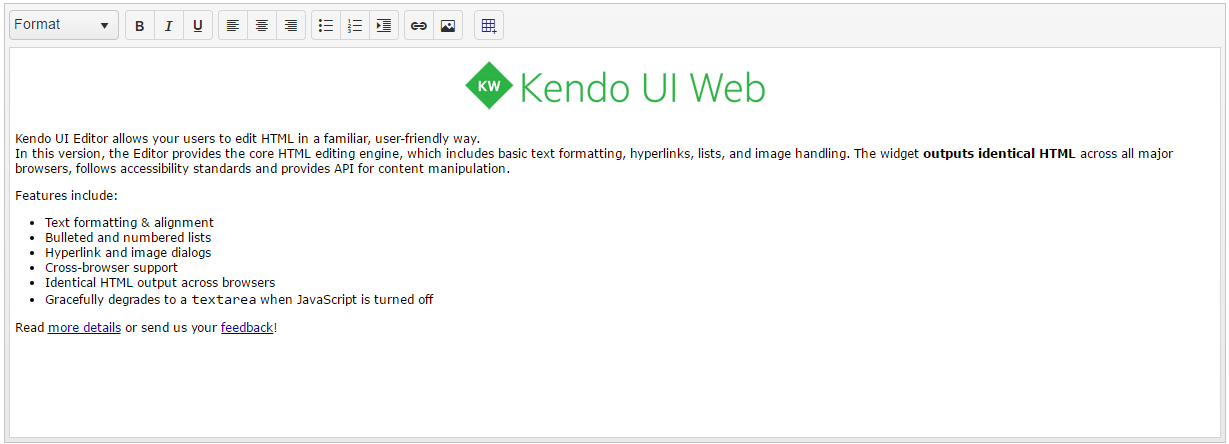 Format B I U
KW Kendo UI Web
Kendo UI Editor allows your users to edit HTML in a familiar, user-friendly way.
In this version, the Editor provides the core HTML editing engine, which includes basic text formatting, hyperlinks, lists, and image handling. The widget outputs identical HTML across all major
browsers, follows accessibility standards and provides API for content manipulation.
Features include:
• Text formatting & alignment
• Bulleted and numbered lists
• Hyperlink and image dialogs
• Cross-browser support
• Identical HTML output across browsers
• Gracefully degrades to a textarea when JavaScript is turned off
Read more details or send us your feedback!